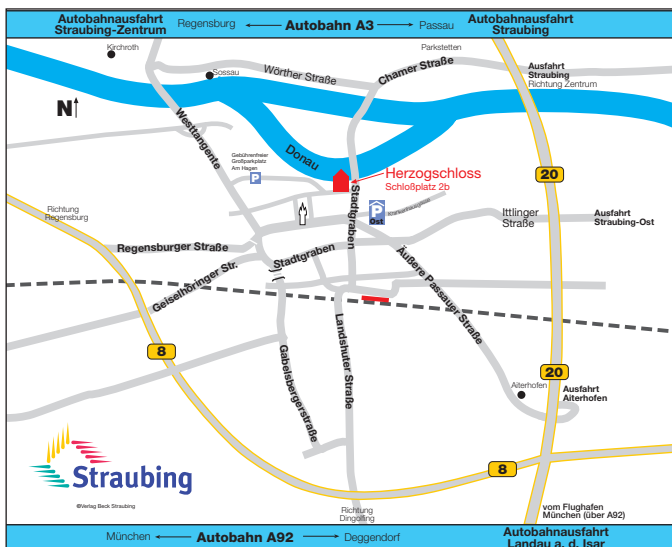 Autobahnausfahrt
Straubing-Zentrum
Regensburg
Autobahn A3
Passau
Autobahnausfahrt
Straubing
Kirchroth
Sossau
Wörther Straße
Parkstetten
Chamer Straße
Ausfahrt
Straubing
Richtung Zentrum
N
Westtangente
Donau
Gebührenfreier
Großparkplatz
Am Hagen
P
Herzogschloss
Schloßplatz 2b
20
Richtung
Regensburg
Stadtgraben
P
Ost
Krankenhausgasse
Ittlinger
Straße
Ausfahrt
Straubing-Ost
Regensburger Straße
Stadtgraben
Äußere Passauer Straße
Geiselhöringer Str.
8
Landshuter Straße
Gabelsbergerstraße
20
Aiterhofen
Ausfahrt
Aiterhofen
Straubing
8
©Verlag Beck Straubing
Richtung
Dingolfing
vom Flughafen
München (über A92)
München
Autobahn A92
Deggendorf
Autobahnausfahrt
Landau a. d. Isar